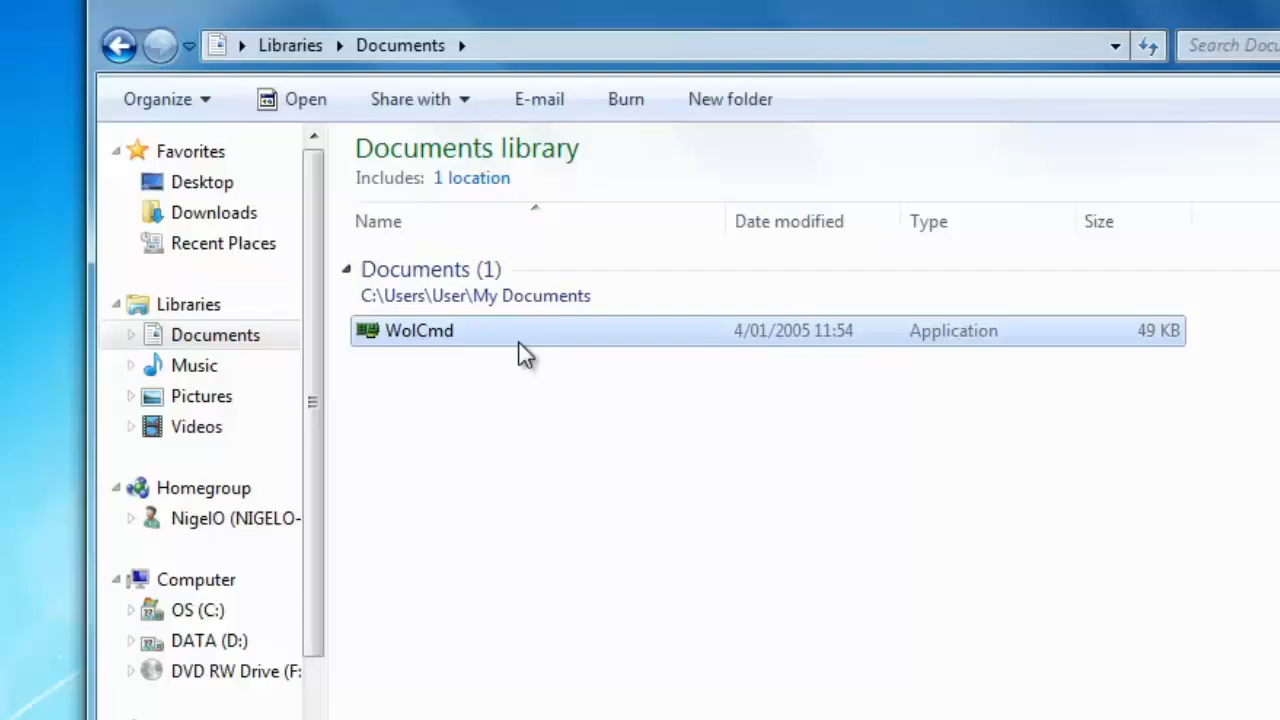 Libraries Documents
Search Docu
Organize Open Share with E-mail Burn New folder
Favorites
Desktop
Downloads
Recent Places
Libraries
Documents
Music
Pictures
Videos
Homegroup
NigelO (NIGELO-
Computer
OS (C:)
DATA (D:)
DVD RW Drive (F:
Documents library
Includes: 1 location
Name Date modified Type Size
Documents (1)
C:\Users\User\My Documents
WolCmd 4/01/2005 11:54 Application 49 KB